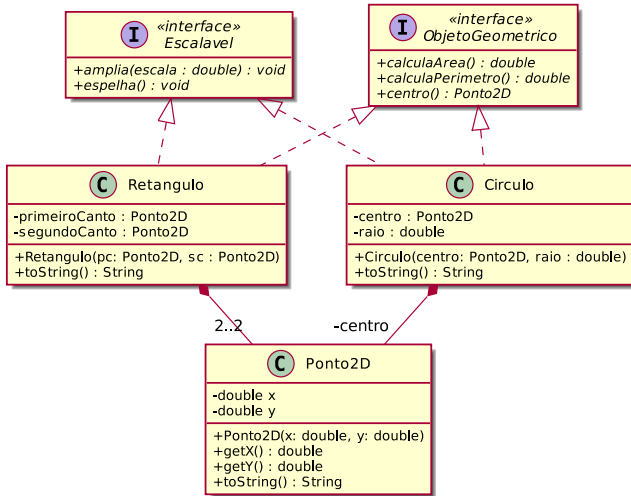 I «interface»
Escalavel
+amplia(escala : double) : void
+espelha() : void
I «interface»
ObjetoGeometrico
+calculaArea() : double
+calculaPerimetro() : double
+centro() : Ponto2D
C Retangulo
-primeiroCanto : Ponto2D
-segundoCanto : Ponto2D
+Retangulo(pc: Ponto2D, sc : Ponto2D)
+toString() : String
C Circulo
-centro : Ponto2D
-raio : double
+Circulo(centro: Ponto2D, raio : double)
+toString() : String
2..2
-centro
C Ponto2D
-double x
-double y
+Ponto2D(x: double, y: double)
+getX() : double
+getY() : double
+toString() : String